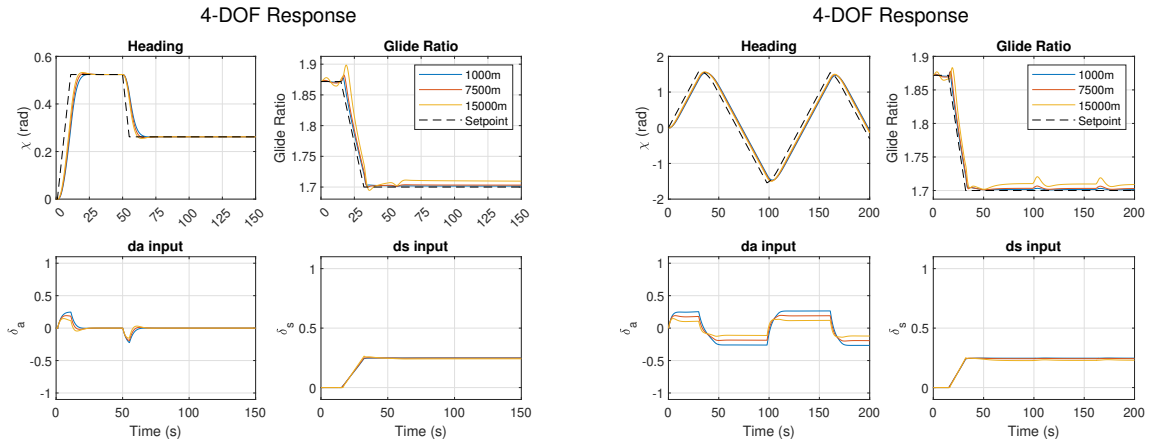 4-DOF Response
Heading
Glide Ratio
χ (rad)
0.6
0.4
0.2
0
0
25
50
75
100
125
150
Glide Ratio
1.9
1.85
1.8
1.75
1.7
0
25
50
75
100
125
150
1000m
7500m
15000m
Setpoint
da input
ds input
δa
1
0.5
0
-0.5
-1
0
50
100
150
Time (s)
δs
1
0.5
0
0
50
100
150
Time (s)
4-DOF Response
Heading
Glide Ratio
χ (rad)
2
1
0
-1
-2
0
50
100
150
200
Glide Ratio
1.9
1.85
1.8
1.75
1.7
0
50
100
150
200
1000m
7500m
15000m
Setpoint
da input
ds input
δa
1
0.5
0
-0.5
-1
0
50
100
150
200
Time (s)
δs
1
0.5
0
0
50
100
150
200
Time (s)